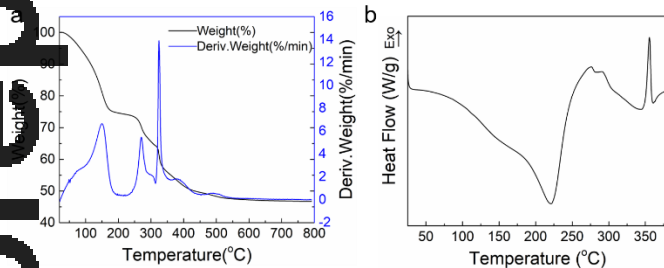 a
b
Weight(%)
Deriv.Weight(%/min)
100
90
80
70
60
50
40
16
14
12
10
8
6
4
2
0
-2
Weight(%)
Deriv.Weight(%/min)
100 200 300 400 500 600 700 800
Temperature(°C)
Exo →
Heat Flow (W/g)
50 100 150 200 250 300 350
Temperature (°C)